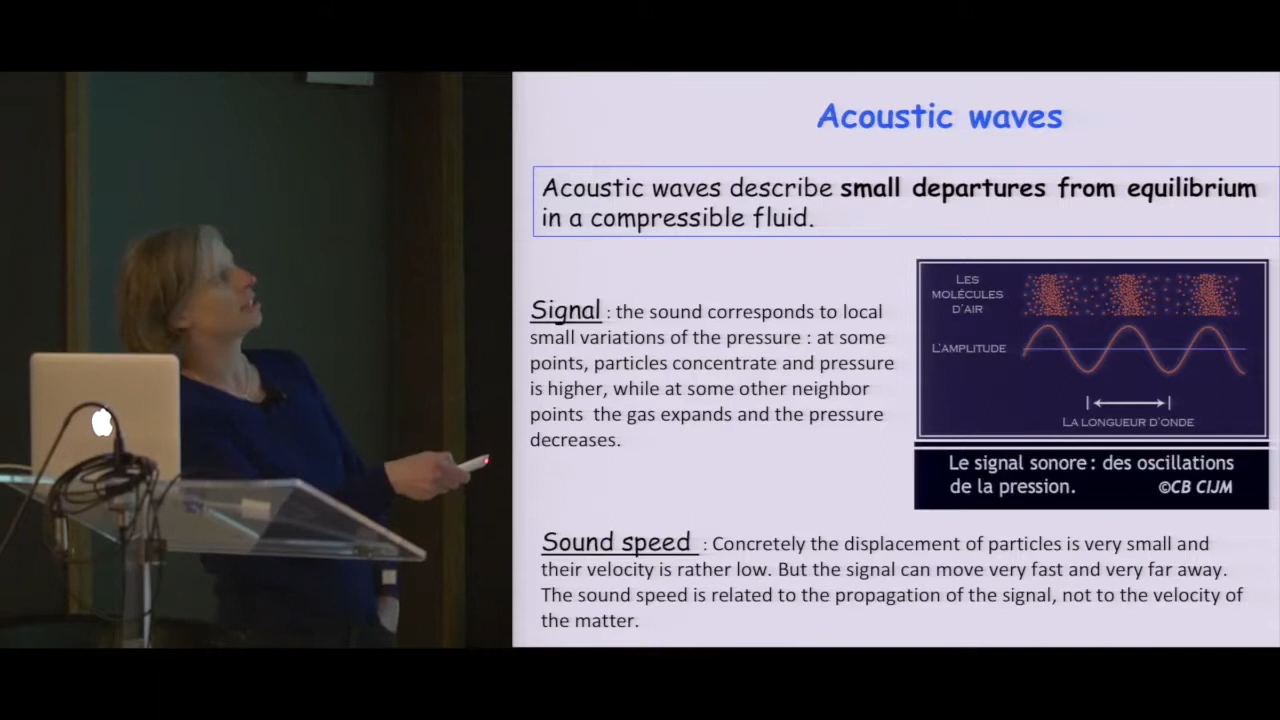 Acoustic waves
Acoustic waves describe small departures from equilibrium
in a compressible fluid.
Signal : the sound corresponds to local
small variations of the pressure : at some
points, particles concentrate and pressure
is higher, while at some other neighbor
points the gas expands and the pressure
decreases.
LES
MOLÉCULES
D'AIR
L'AMPLITUDE
LA LONGUEUR D'ONDE
Le signal sonore : des oscillations
de la pression. ©CB CIJM
Sound speed : Concretely the displacement of particles is very small and
their velocity is rather low. But the signal can move very fast and very far away.
The sound speed is related to the propagation of the signal, not to the velocity of
the matter.